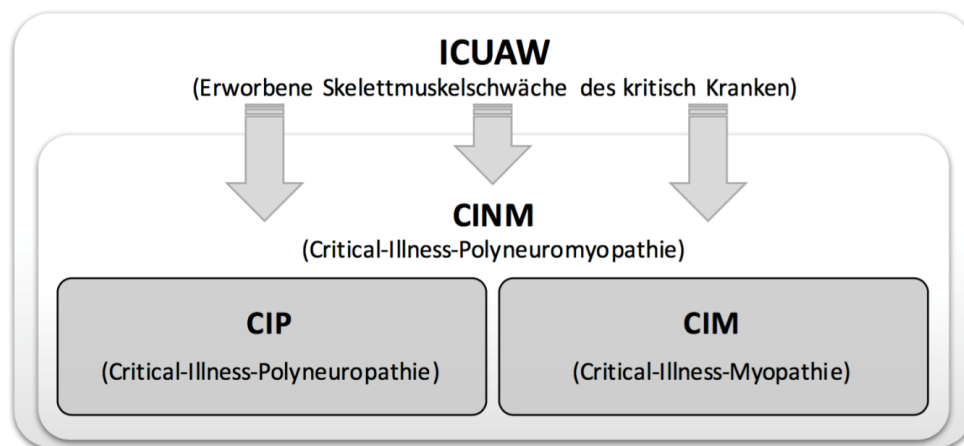 ICUAW
(Erworbene Skelettmuskelschwäche des kritisch Kranken)
CINM
(Critical-Illness-Polyneuromyopathie)
CIP
(Critical-Illness-Polyneuropathie)
CIM
(Critical-Illness-Myopathie)